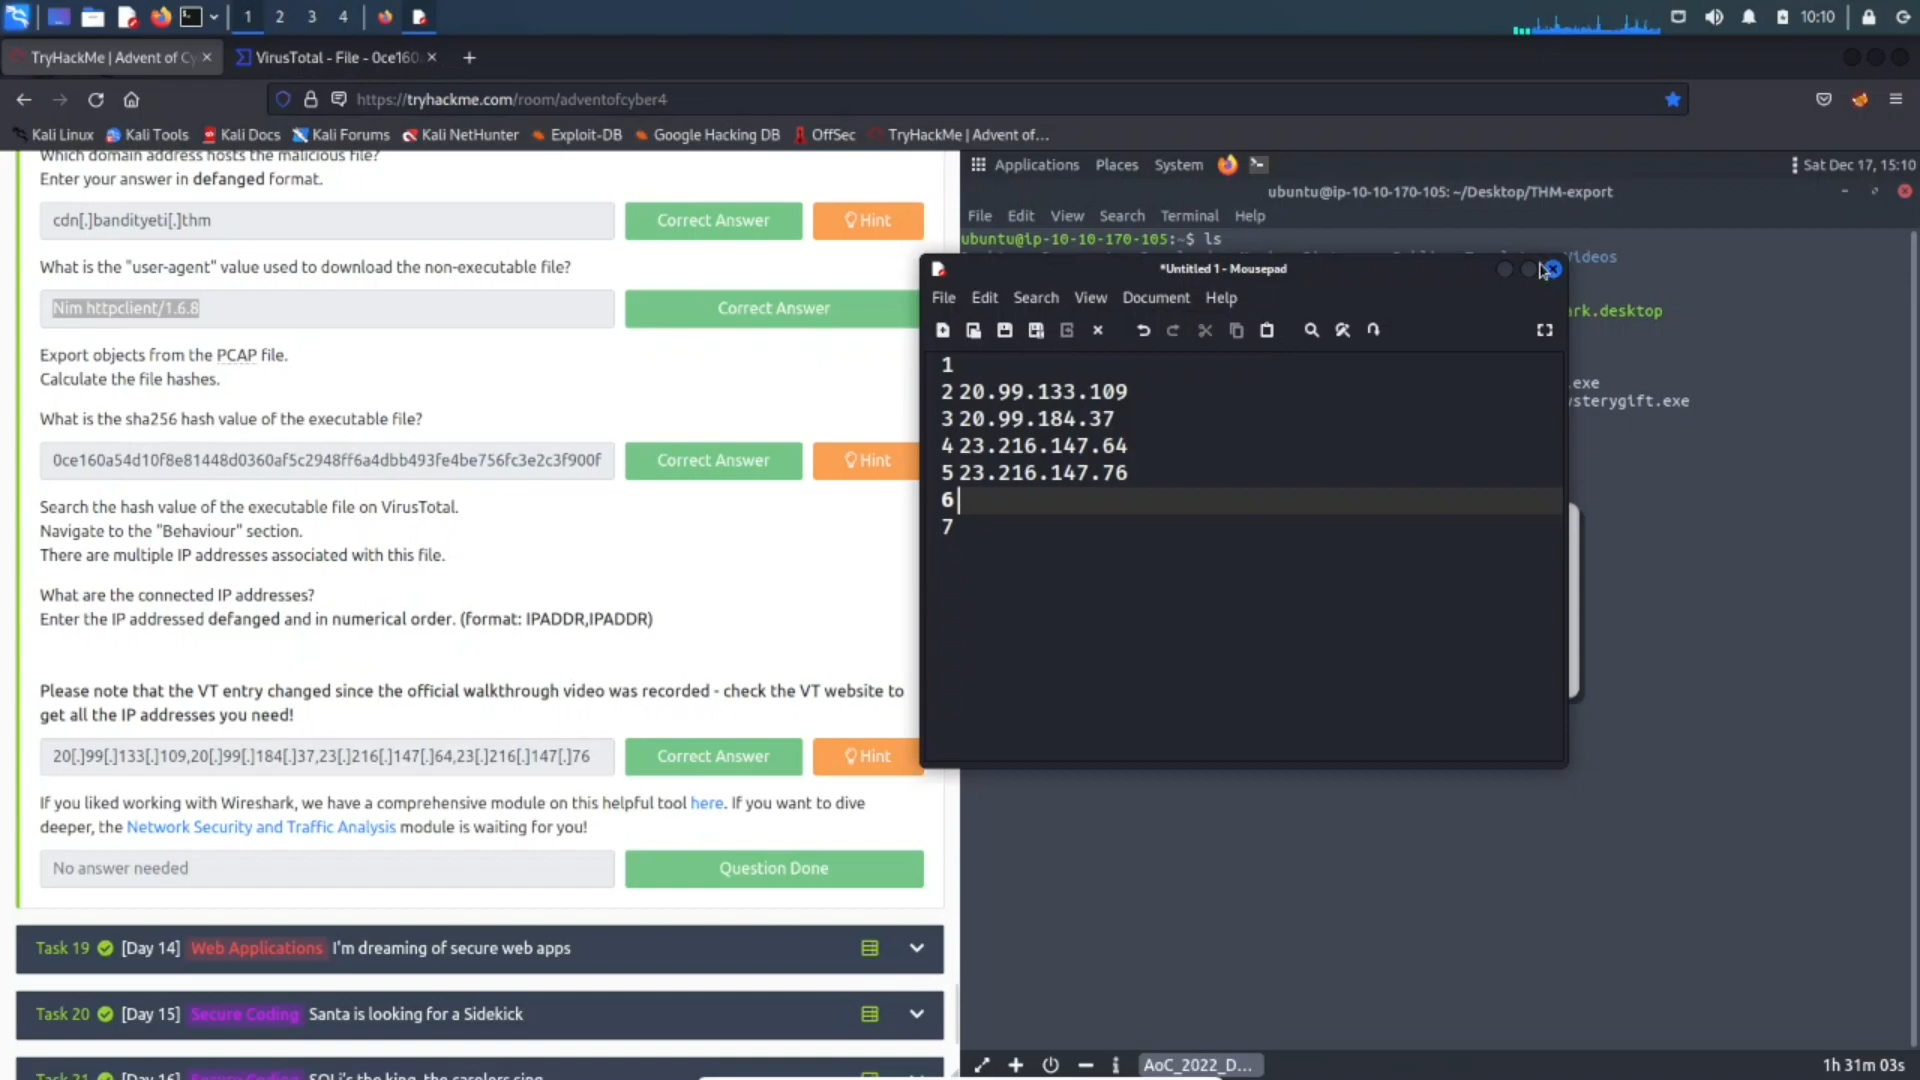 1
2
3
4
10:10
TryHackMe | Advent of Cy
VirusTotal - File - 0ce160
https://tryhackme.com/room/adventofcyber4
Kali Linux
Kali Tools
Kali Docs
Kali Forums
Kali NetHunter
Exploit-DB
Google Hacking DB
OffSec
TryHackMe | Advent of...
Which domain address hosts the malicious file?
Enter your answer in defanged format.
cdn[.]bandityeti[.]thm
Correct Answer
Hint
What is the "user-agent" value used to download the non-executable file?
Nim httpclient/1.6.8
Correct Answer
Export objects from the PCAP file.
Calculate the file hashes.
What is the sha256 hash value of the executable file?
0ce160a54d10f8e81448d0360af5c2948ff6a4dbb493fe4be756fc3e2c3f900f
Correct Answer
Hint
Search the hash value of the executable file on VirusTotal.
Navigate to the "Behaviour" section.
There are multiple IP addresses associated with this file.
What are the connected IP addresses?
Enter the IP addressed defanged and in numerical order. (format: IPADDR,IPADDR)
Please note that the VT entry changed since the official walkthrough video was recorded - check the VT website to
get all the IP addresses you need!
20[.]99[.]133[.]109,20[.]99[.]184[.]37,23[.]216[.]147[.]64,23[.]216[.]147[.]76
Correct Answer
Hint
If you liked working with Wireshark, we have a comprehensive module on this helpful tool here. If you want to dive
deeper, the Network Security and Traffic Analysis module is waiting for you!
No answer needed
Question Done
Task 19 [Day 14] Web Applications I'm dreaming of secure web apps
Task 20 [Day 15] Secure Coding Santa is looking for a Sidekick
Applications Places System
Sat Dec 17, 15:10
ubuntu@ip-10-10-170-105: ~/Desktop/THM-export
File Edit View Search Terminal Help
ubuntu@ip-10-10-170-105:~$ ls
Videos
rk.desktop
.exe
sterygift.exe
*Untitled 1 - Mousepad
File Edit Search View Document Help
1
2 20.99.133.109
3 20.99.184.37
4 23.216.147.64
5 23.216.147.76
6
7
AoC_2022_D...
1h 31m 03s